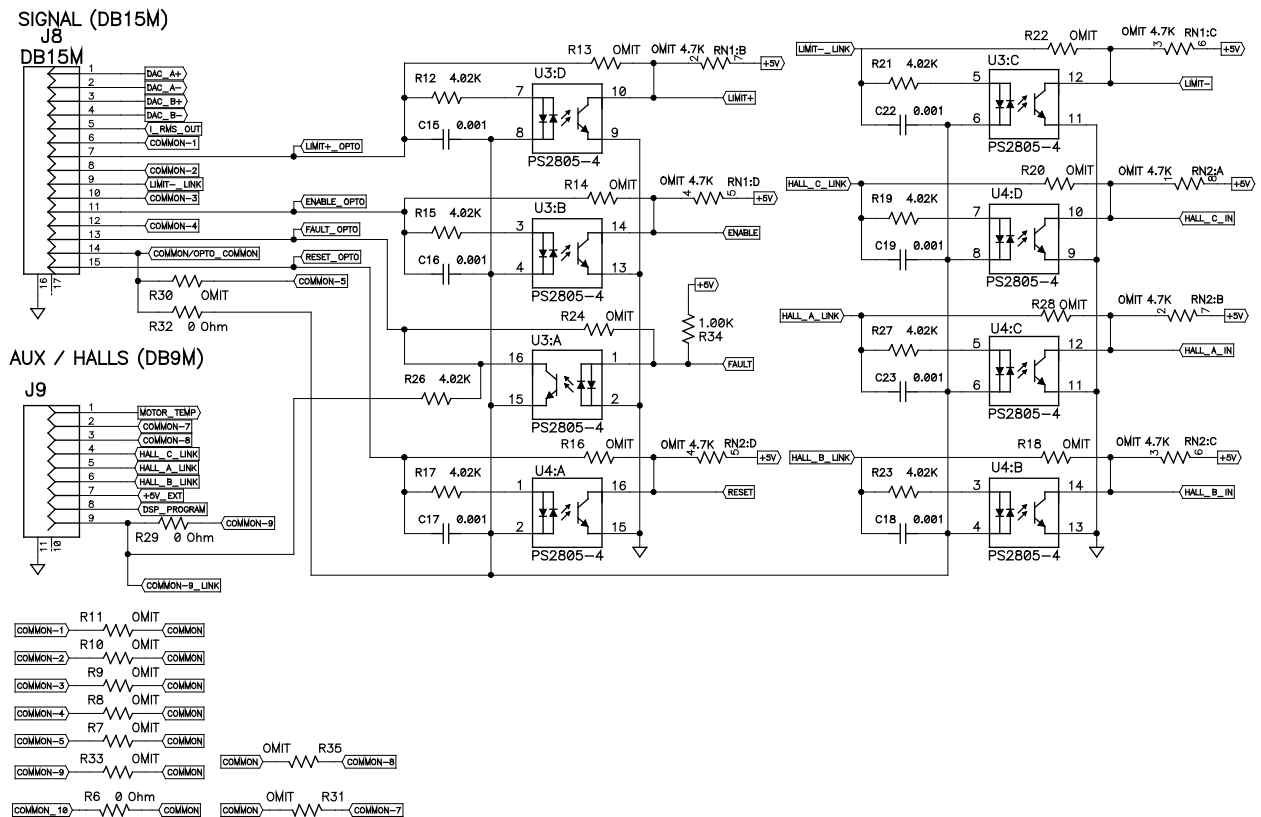 SIGNAL (DB15M)
J8
DB15M
1 DAC_A+
2 DAC_A-
3 DAC_B+
4 DAC_B-
5 I_RMS_OUT
6 COMMON-1
7 LIMIT+_OPTO
8 COMMON-2
9 LIMIT-_LINK
10 COMMON-3
11 ENABLE_OPTO
12 COMMON-4
13 FAULT_OPTO
14 COMMON/OPTO_COMMON
15 RESET_OPTO
16 17
COMMON-5
R30 OMIT
R32 0 Ohm
AUX / HALLS (DB9M)
J9
1 MOTOR_TEMP
2 COMMON-7
3 COMMON-8
4 HALL_C_LINK
5 HALL_A_LINK
6 HALL_B_LINK
7 +5V_EXT
8 DSP_PROGRAM
9 COMMON-9
R29 0 Ohm
11 10
COMMON-9_LINK
R13 OMIT OMIT 4.7K RN1:B
2 7 +5V
R12 4.02K U3:D
7 10 LIMIT+
C15 0.001
8 9
PS2805-4
R14 OMIT OMIT 4.7K RN1:D
4 5 +5V
R15 4.02K U3:B
3 14 ENABLE
C16 0.001
4 13
PS2805-4
+5V
R24 OMIT
1.00K
R34
U3:A
16 1 FAULT
R26 4.02K
15 2
PS2805-4
R16 OMIT OMIT 4.7K RN2:D
4 5 +5V
R17 4.02K U4:A
1 16 RESET
C17 0.001
2 15
PS2805-4
LIMIT-_LINK
R22 OMIT OMIT 4.7K RN1:C
3 6 +5V
R21 4.02K U3:C
5 12 LIMIT-
C22 0.001
6 11
PS2805-4
HALL_C_LINK
R20 OMIT OMIT 4.7K RN2:A
1 8 +5V
R19 4.02K U4:D
7 10 HALL_C_IN
C19 0.001
8 9
PS2805-4
HALL_A_LINK
R28 OMIT OMIT 4.7K RN2:B
2 7 +5V
R27 4.02K U4:C
5 12 HALL_A_IN
C23 0.001
6 11
PS2805-4
HALL_B_LINK
R18 OMIT OMIT 4.7K RN2:C
3 6 +5V
R23 4.02K U4:B
3 14 HALL_B_IN
C18 0.001
4 13
PS2805-4
R11 OMIT
COMMON-1 COMMON
R10 OMIT
COMMON-2 COMMON
R9 OMIT
COMMON-3 COMMON
R8 OMIT
COMMON-4 COMMON
R7 OMIT
COMMON-5 COMMON
R33 OMIT
COMMON-9 COMMON
R6 0 Ohm
COMMON_10 COMMON
OMIT R35
COMMON COMMON-8
OMIT R31
COMMON COMMON-7